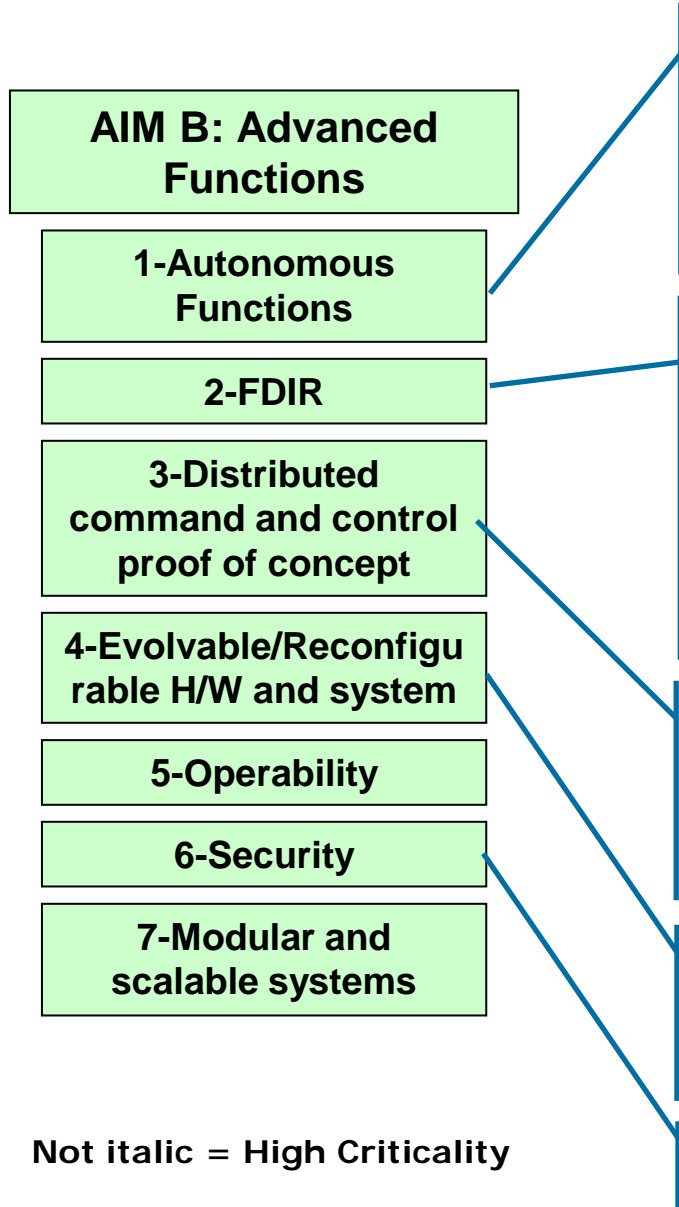 AIM B: Advanced
Functions
1-Autonomous
Functions
2-FDIR
3-Distributed
command and control
proof of concept
4-Evolvable/Reconfigu
rable H/W and system
5-Operability
6-Security
7-Modular and
scalable systems
Not italic = High Criticality